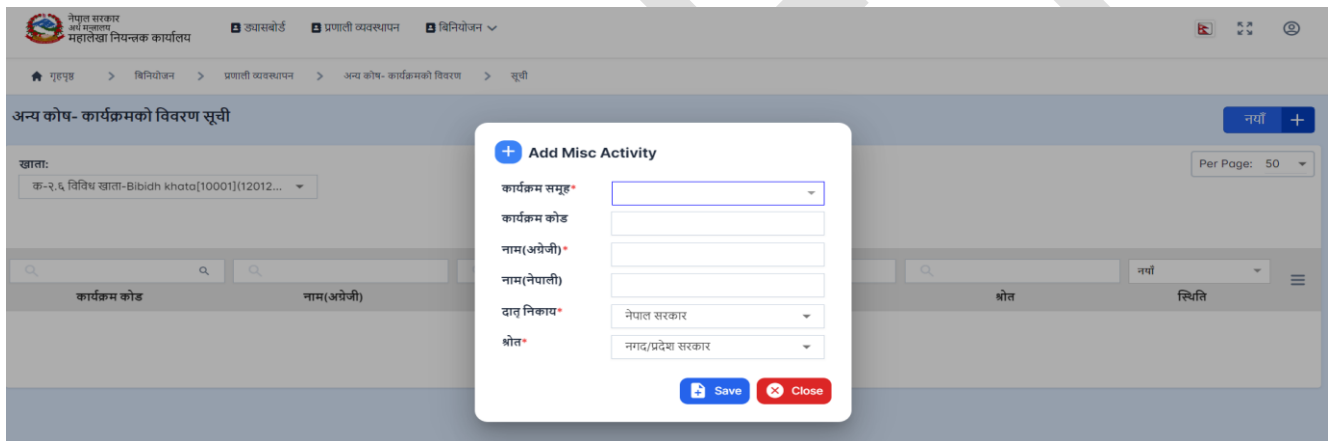 नेपाल सरकार
अर्थ मन्त्रालय
महालेखा नियन्त्रक कार्यालय
ड्यासबोर्ड
प्रणाली व्यवस्थापन
बिनियोजन
गृहपृष्ठ > बिनियोजन > प्रणाली व्यवस्थापन > अन्य कोष- कार्यक्रमको विवरण > सूची
अन्य कोष- कार्यक्रमको विवरण सूची
नयाँ +
खाता:
क-२.६ विविध खाता-Bibidh khata[10001](12012...
Per Page: 50
Add Misc Activity
कार्यक्रम समूह*
कार्यक्रम कोड
नाम(अग्रेजी)*
नाम(नेपाली)
दातृ निकाय*
नेपाल सरकार
श्रोत*
नगद/प्रदेश सरकार
Save
Close
नयाँ
कार्यक्रम कोड
नाम(अग्रेजी)
श्रोत
स्थिति